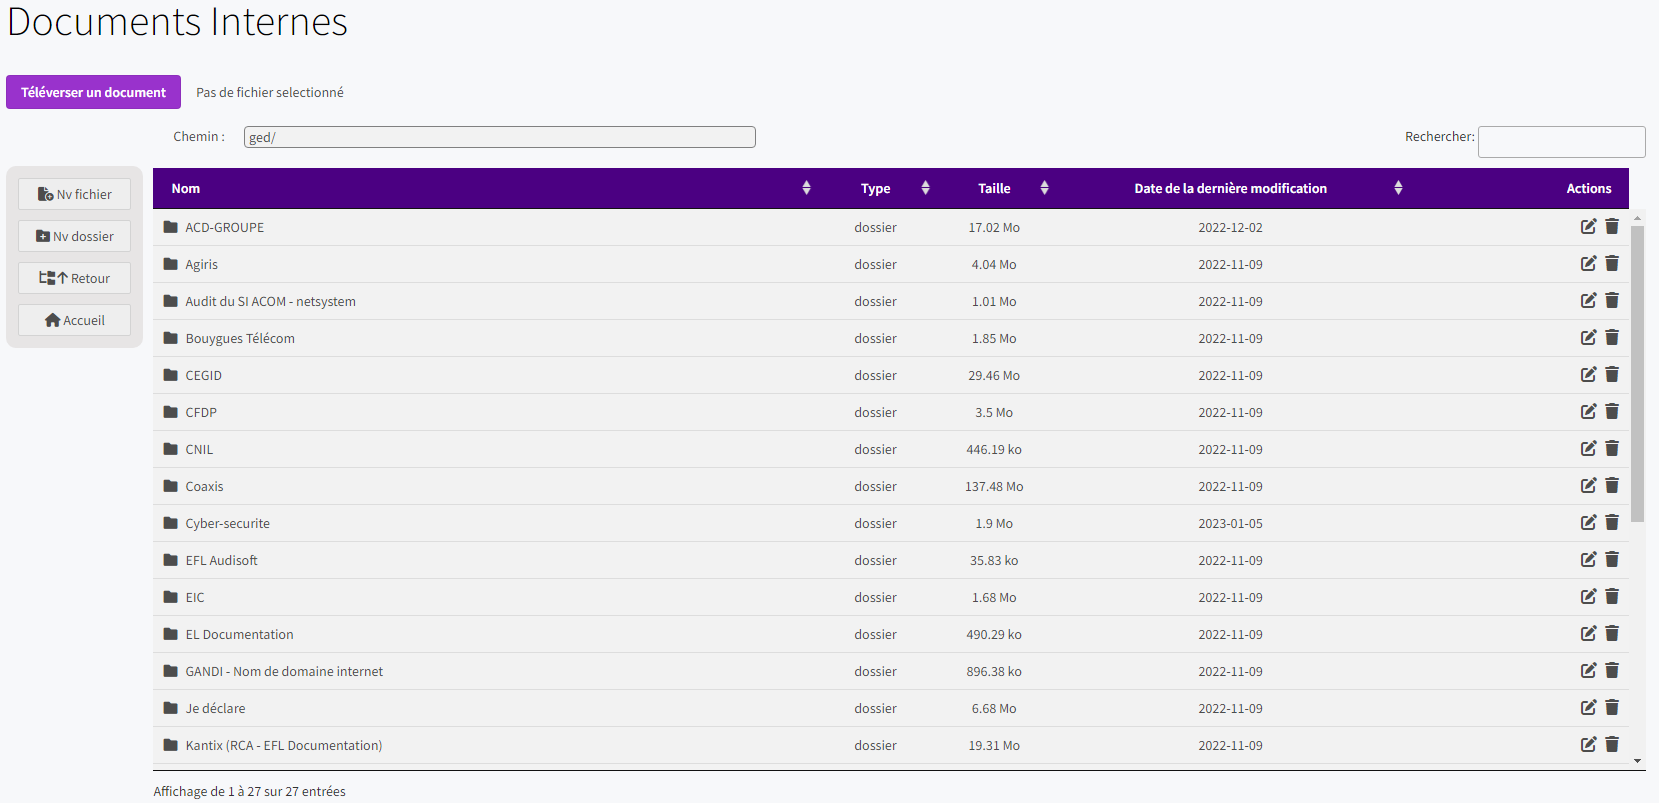 Documents Internes
Téléverser un document Pas de fichier selectionné
Chemin : ged/ Rechercher:
Nv fichier
Nv dossier
Retour
Accueil
Nom Type Taille Date de la dernière modification Actions
ACD-GROUPE dossier 17.02 Mo 2022-12-02
Agiris dossier 4.04 Mo 2022-11-09
Audit du SI ACOM - netsystem dossier 1.01 Mo 2022-11-09
Bouygues Télécom dossier 1.85 Mo 2022-11-09
CEGID dossier 29.46 Mo 2022-11-09
CFDP dossier 3.5 Mo 2022-11-09
CNIL dossier 446.19 ko 2022-11-09
Coaxis dossier 137.48 Mo 2022-11-09
Cyber-securite dossier 1.9 Mo 2023-01-05
EFL Audisoft dossier 35.83 ko 2022-11-09
EIC dossier 1.68 Mo 2022-11-09
EL Documentation dossier 490.29 ko 2022-11-09
GANDI - Nom de domaine internet dossier 896.38 ko 2022-11-09
Je déclare dossier 6.68 Mo 2022-11-09
Kantix (RCA - EFL Documentation) dossier 19.31 Mo 2022-11-09
Affichage de 1 à 27 sur 27 entrées